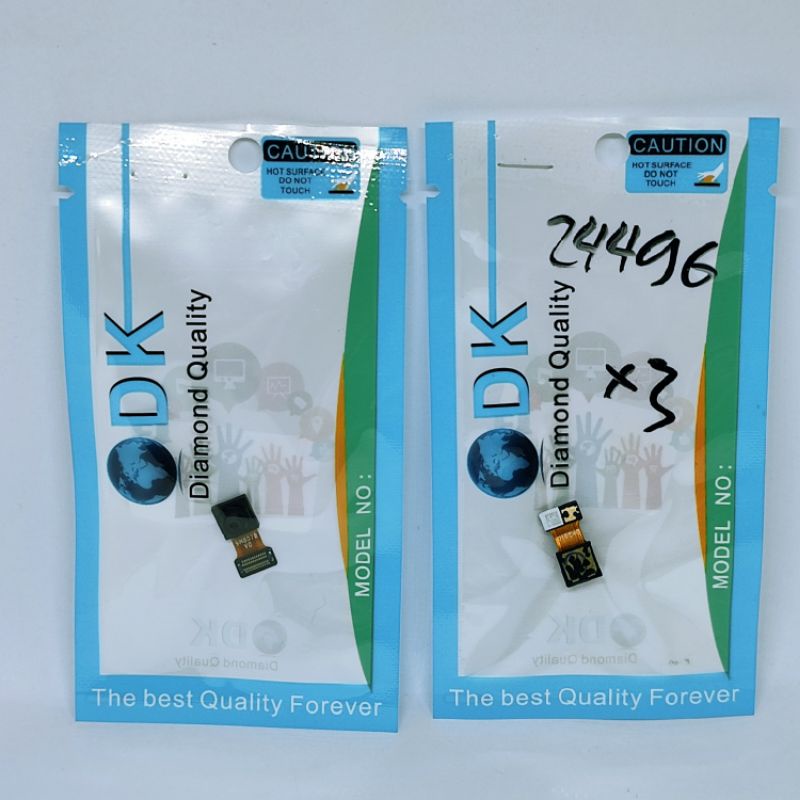 CAUTION
HOT SURFACE
DO NOT
TOUCH
DK
Diamond Quality
MODEL NO:
DK
Diamond Quality
The best Quality Forever
CAUTION
HOT SURFACE
DO NOT
TOUCH
24496
x3
DK
Diamond Quality
MODEL NO:
DK
Diamond Quality
The best Quality Forever